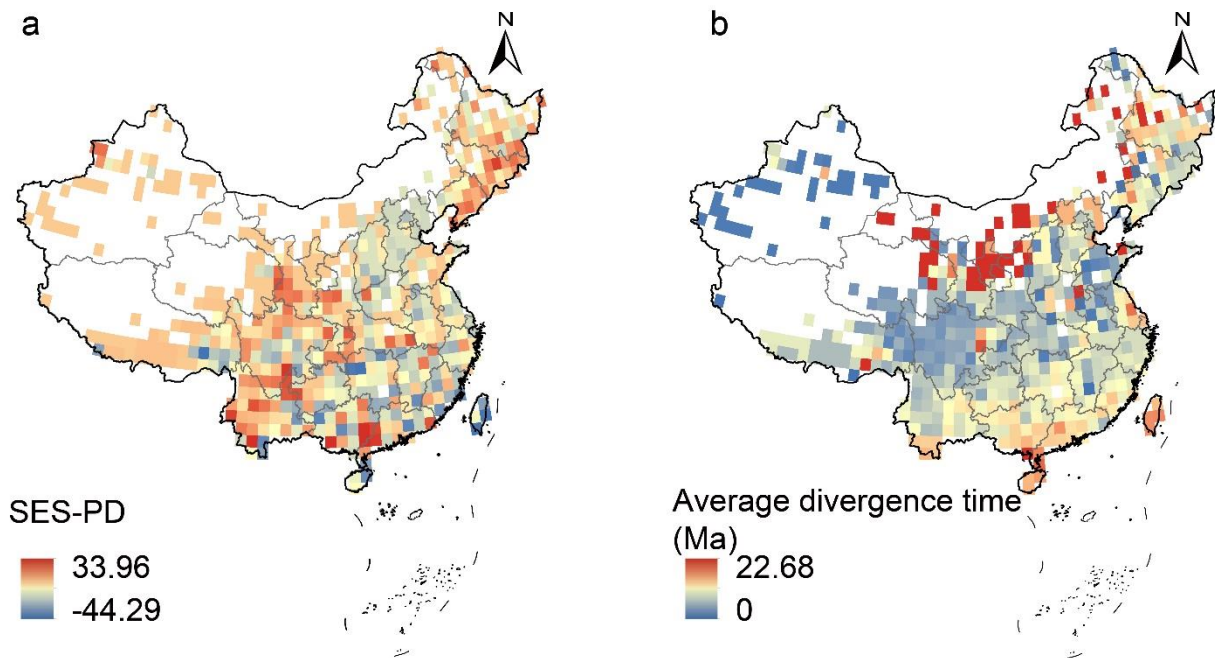 a
N
SES-PD
33.96
-44.29
b
N
Average divergence time
(Ma)
22.68
0